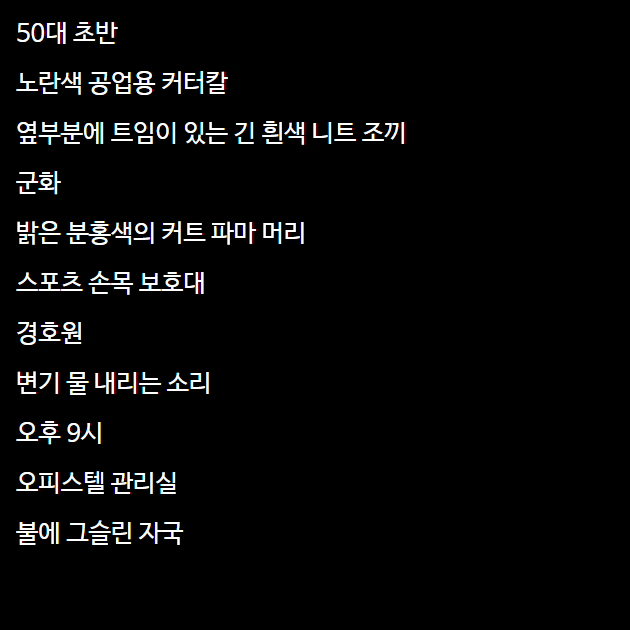 50대 초반
노란색 공업용 커터칼
옆부분에 트임이 있는 긴 흰색 니트 조끼
군화
밝은 분홍색의 커트 파마 머리
스포츠 손목 보호대
경호원
변기 물 내리는 소리
오후 9시
오피스텔 관리실
불에 그슬린 자국